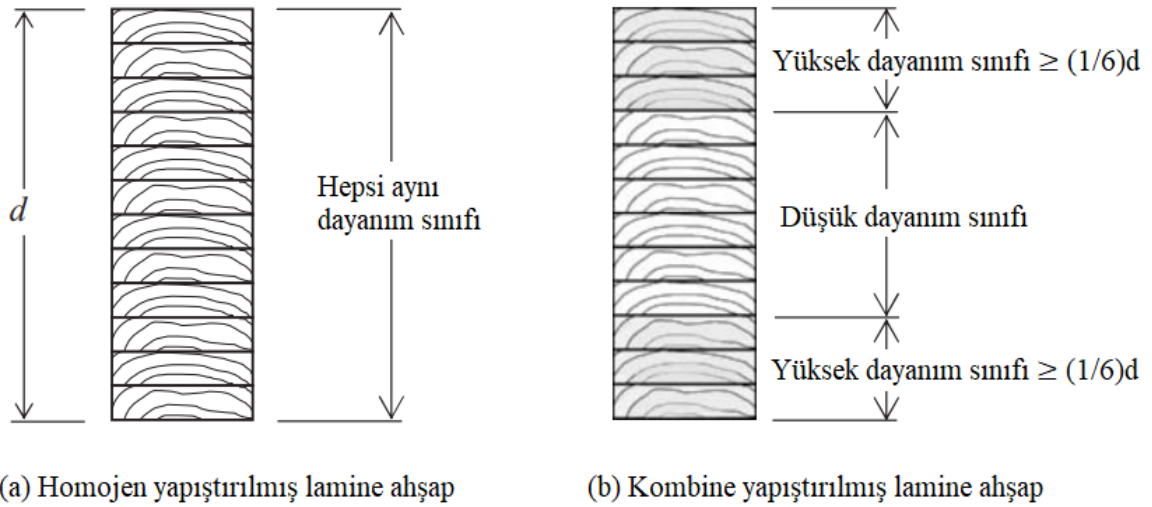 d
Hepsi aynı
dayanım sınıfı
(a) Homojen yapıştırılmış lamine ahşap
Yüksek dayanım sınıfı ≥ (1/6)d
Düşük dayanım sınıfı
Yüksek dayanım sınıfı ≥ (1/6)d
(b) Kombine yapıştırılmış lamine ahşap